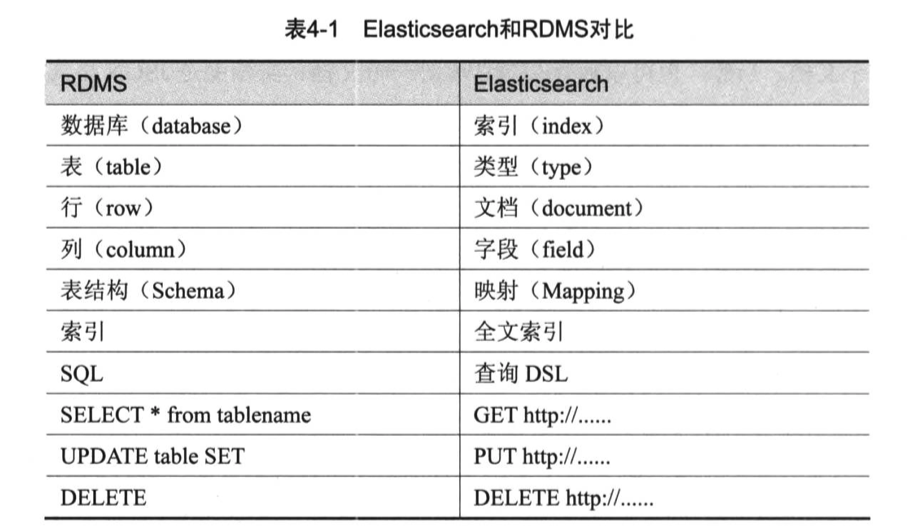 表4-1 Elasticsearch和RDMS对比
RDMS Elasticsearch
数据库（database） 索引（index）
表（table） 类型（type）
行（row） 文档（document）
列（column） 字段（field）
表结构（Schema） 映射（Mapping）
索引 全文索引
SQL 查询 DSL
SELECT * from tablename GET http://......
UPDATE table SET PUT http://......
DELETE DELETE http://......